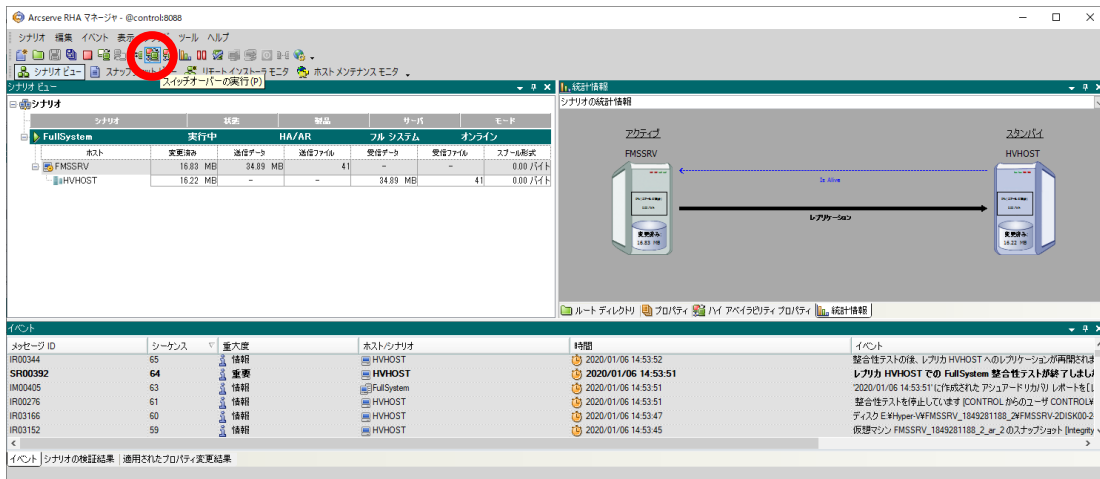 Arcserve RHA マネージャ - @control:8088
シナリオ 編集 イベント 表示 ツール ヘルプ
シナリオ ビュー スナップ リモート インストーラ モニタ ホスト メンテナンス モニタ
スイッチオーバーの実行(P)
シナリオ ビュー
シナリオ
シナリオ 状態 製品 サーバ モード
FullSystem 実行中 HA/AR フル システム オンライン
ホスト 変更済み 送信データ 送信ファイル 受信データ 受信ファイル スプール形式
FMSSRV 16.83 MB 34.89 MB 41 - - 0.00 バイト
HVHOST 16.22 MB - - 34.89 MB 41 0.00 バイト
統計情報
シナリオの統計情報
アクティブ スタンバイ
FMSSRV HVHOST
Is Alive
レプリケーション
変更済み: 変更済み:
16.83 MB 16.22 MB
ルート ディレクトリ プロパティ ハイ アベイラビリティ プロパティ 統計情報
イベント
メッセージ ID シーケンス 重大度 ホスト/シナリオ 時間 イベント
IR00344 65 情報 HVHOST 2020/01/06 14:53:52 整合性テストの後、レプリカ HVHOST へのレプリケーションが再開されま
SR00392 64 重要 HVHOST 2020/01/06 14:53:51 レプリカ HVHOST での FullSystem 整合性テストが終了しまし
IM00405 63 情報 FullSystem 2020/01/06 14:53:51 '2020/01/06 14:53:51'に作成された アシュアード リカバリ レポートを[
IR00276 61 情報 HVHOST 2020/01/06 14:53:51 整合性テストを停止しています [CONTROL からのユーザ CONTROL¥
IR03166 60 情報 HVHOST 2020/01/06 14:53:47 ディスク E:¥Hyper-V¥FMSSRV_1849281188_2¥FMSSRV-2DISK00-2
IR03152 59 情報 HVHOST 2020/01/06 14:53:45 仮想マシン FMSSRV_1849281188_2_ar_2 のスナップショット [Integrity
イベント シナリオの検証結果 適用されたプロパティ変更結果